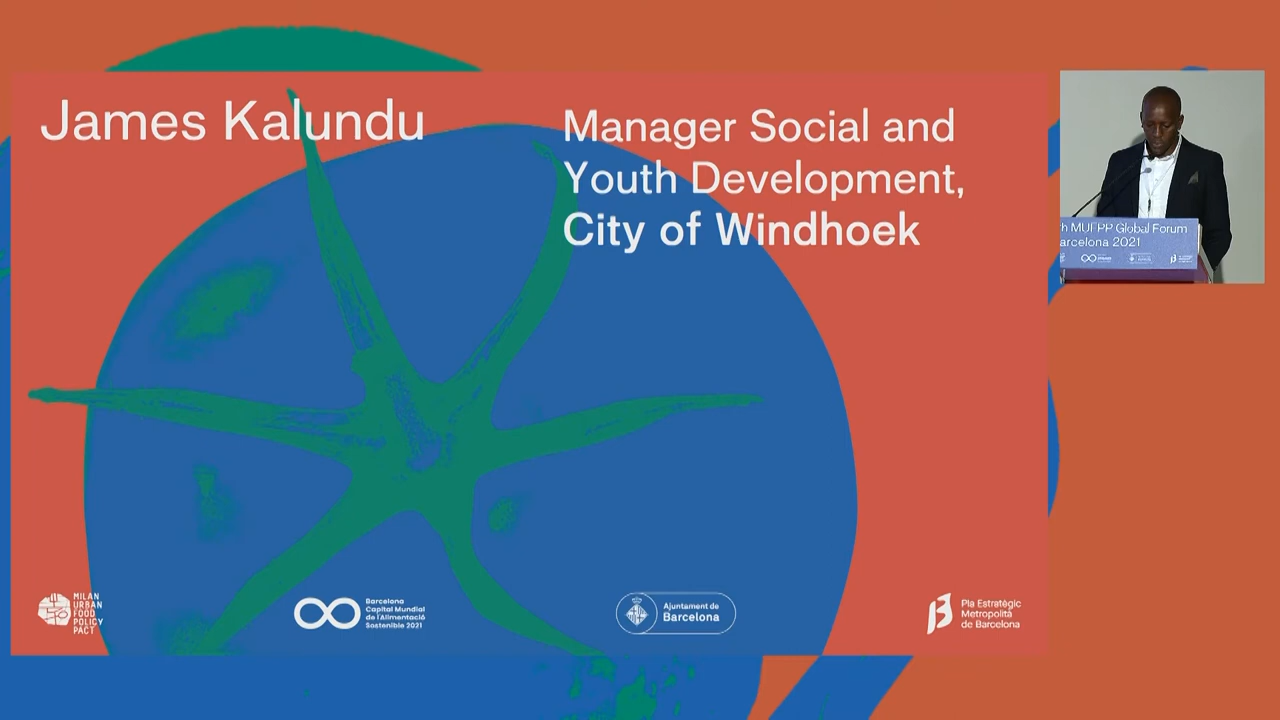 James Kalundu
Manager Social and
Youth Development,
City of Windhoek
h MUFPP Global Forum
arcelona 2021
MILAN
URBAN
FOOD
POLICY
PACT
Barcelona
Capital Mundial
de l'Alimentació
Sostenible 2021
Ajuntament de
Barcelona
Pla Estratègic
Metropolità
de Barcelona